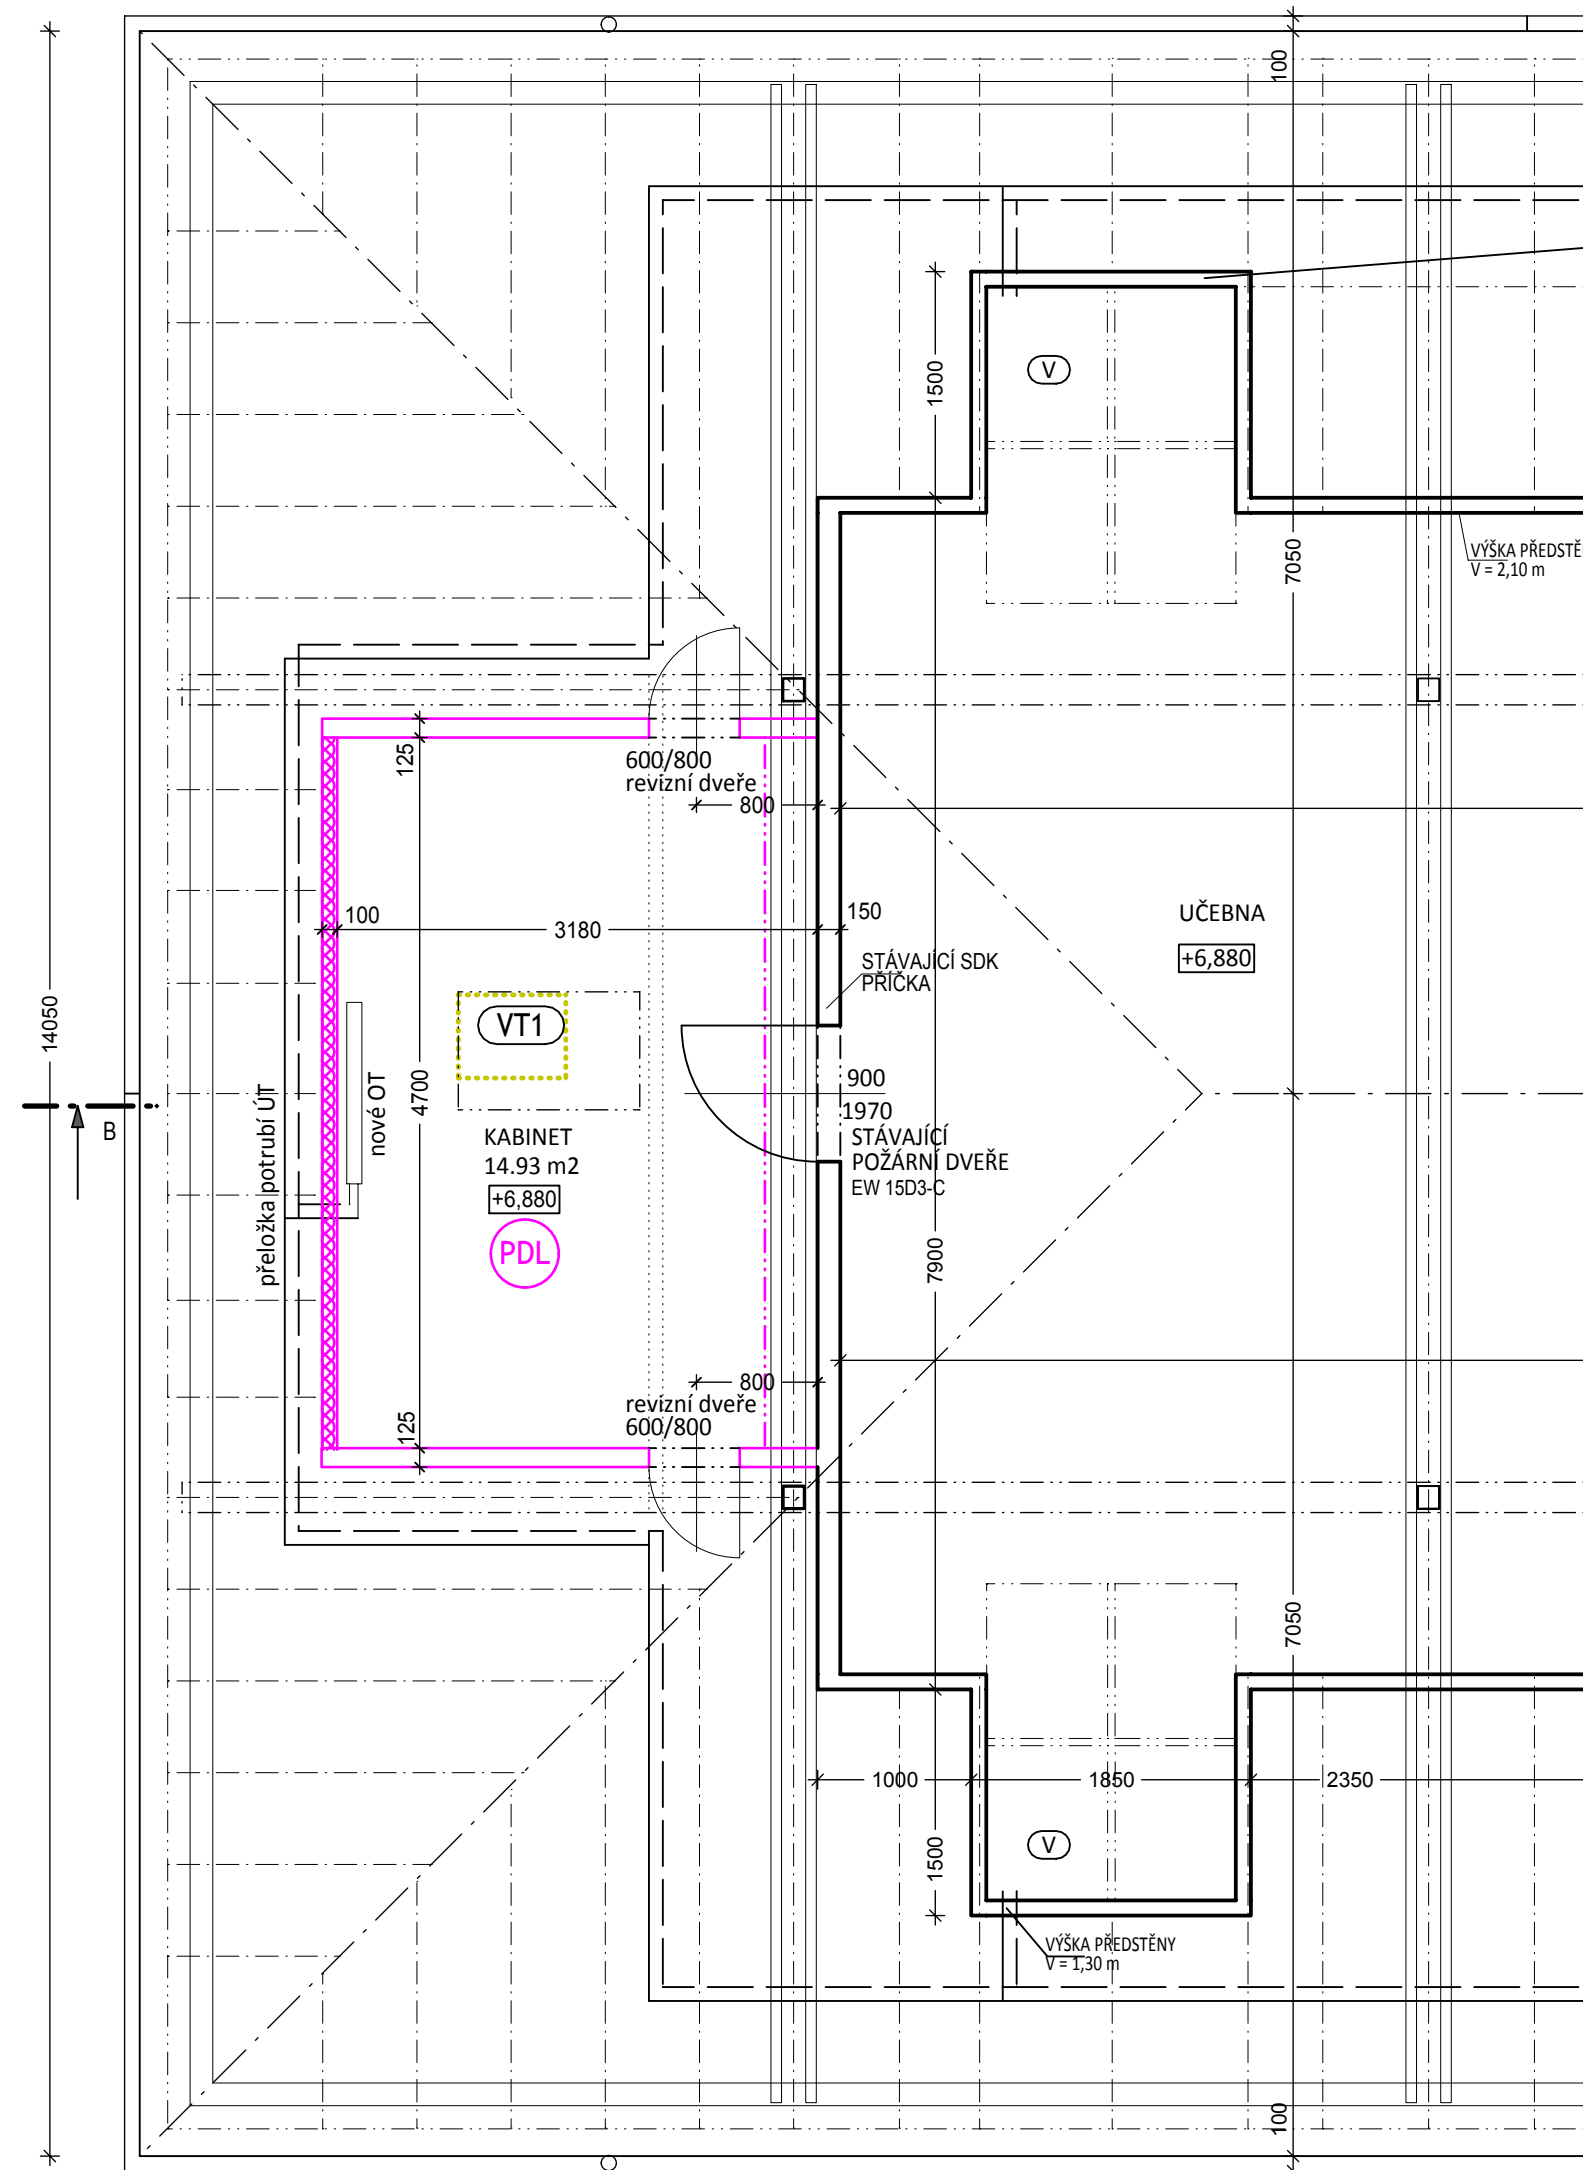 100
1500
V
7050
VÝŠKA PŘEDSTĚ
V = 2,10 m
125
600/800
revizní dveře
800
100
3180
150
UČEBNA
+6,880
STÁVAJÍCÍ SDK
PŘÍČKA
VT1
14050
4700
nové OT
přeložka potrubí ÚT
900
1970
B
KABINET
14.93 m2
+6,880
STÁVAJÍCÍ
POŽÁRNÍ DVEŘE
EW 15D3-C
PDL
7900
800
revizní dveře
600/800
125
7050
1000
1850
2350
1500
V
VÝŠKA PŘEDSTĚNY
V = 1,30 m
100